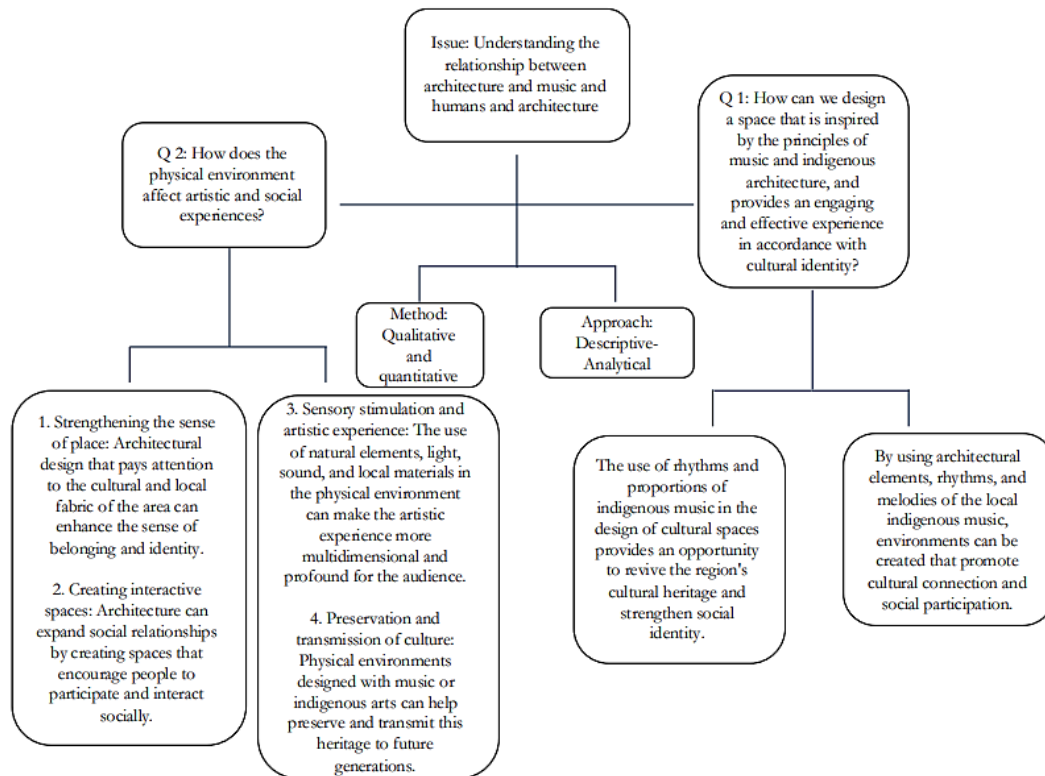 Issue: Understanding the
relationship between
architecture and music and
humans and architecture
Q 2: How does the
physical environment
affect artistic and social
experiences?
Q 1: How can we design
a space that is inspired
by the principles of
music and indigenous
architecture, and
provides an engaging
and effective experience
in accordance with
cultural identity?
Method:
Qualitative
and
quantitative
Approach:
Descriptive-
Analytical
1. Strengthening the sense
of place: Architectural
design that pays attention
to the cultural and local
fabric of the area can
enhance the sense of
belonging and identity.
2. Creating interactive
spaces: Architecture can
expand social relationships
by creating spaces that
encourage people to
participate and interact
socially.
3. Sensory stimulation and
artistic experience: The use
of natural elements, light,
sound, and local materials in
the physical environment
can make the artistic
experience more
multidimensional and
profound for the audience.
4. Preservation and
transmission of culture:
Physical environments
designed with music or
indigenous arts can help
preserve and transmit this
heritage to future
generations.
The use of rhythms and
proportions of
indigenous music in the
design of cultural spaces
provides an opportunity
to revive the region's
cultural heritage and
strengthen social
identity.
By using architectural
elements, rhythms, and
melodies of the local
indigenous music,
environments can be
created that promote
cultural connection and
social participation.